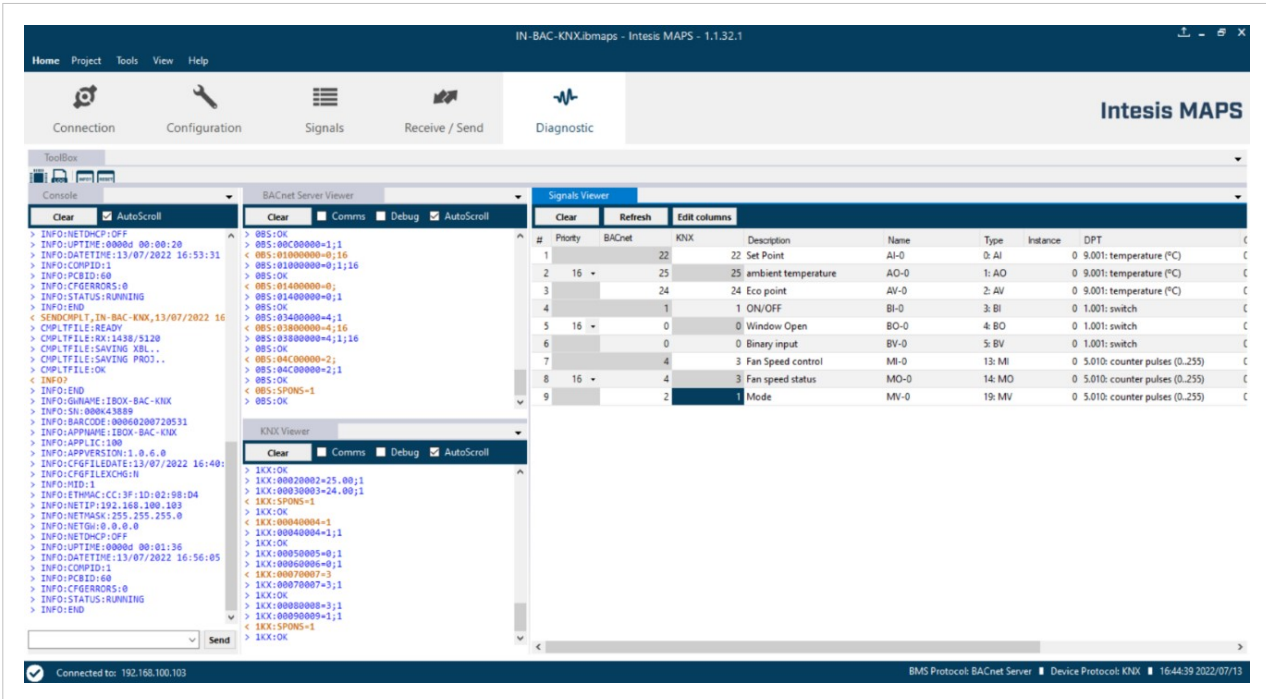 IN-BAC-KNX.ibmaps - Intesis MAPS - 1.1.32.1
Home Project Tools View Help
Connection Configuration Signals Receive / Send Diagnostic
Intesis MAPS
ToolBox
Console
Clear AutoScroll
> INFO:NETDHCP:OFF
> INFO:UPTIME:0000d 00:00:20
> INFO:DATETIME:13/07/2022 16:53:31
> INFO:COMPID:1
> INFO:PCBID:60
> INFO:CFGERRORS:0
> INFO:STATUS:RUNNING
> INFO:END
< SENDCMPLT,IN-BAC-KNX,13/07/2022 16
> CMPLTFILE:READY
> CMPLTFILE:RX:1438/5120
> CMPLTFILE:SAVING XBL..
> CMPLTFILE:SAVING PROJ..
> CMPLTFILE:OK
< INFO?
> INFO:END
> INFO:GWNAME:IBOX-BAC-KNX
> INFO:SN:000K43889
> INFO:BARCODE:00060200720531
> INFO:APPNAME:IBOX-BAC-KNX
> INFO:APPLIC:100
> INFO:APPVERSION:1.0.6.0
> INFO:CFGFILEDATE:13/07/2022 16:40:
> INFO:CFGFILEXCHG:N
> INFO:MID:1
> INFO:ETHMAC:CC:3F:1D:02:98:D4
> INFO:NETIP:192.168.100.103
> INFO:NETMASK:255.255.255.0
> INFO:NETGW:0.0.0.0
> INFO:NETDHCP:OFF
> INFO:UPTIME:0000d 00:01:36
> INFO:DATETIME:13/07/2022 16:56:05
> INFO:COMPID:1
> INFO:PCBID:60
> INFO:CFGERRORS:0
> INFO:STATUS:RUNNING
> INFO:END
Send
BACnet Server Viewer
Clear Comms Debug AutoScroll
> 0BS:OK
> 0BS:00C00000=1;1
< 0BS:01000000=0;16
> 0BS:01000000=0;1;16
> 0BS:OK
< 0BS:01400000=0;
> 0BS:01400000=0;1
> 0BS:OK
> 0BS:03400000=4;1
< 0BS:03800000=4;16
> 0BS:03800000=4;1;16
> 0BS:OK
< 0BS:04C00000=2;
> 0BS:04C00000=2;1
> 0BS:OK
< 0BS:SPONS=1
> 0BS:OK
KNX Viewer
Clear Comms Debug AutoScroll
> 1KX:OK
> 1KX:00020002=25.00;1
> 1KX:00030003=24.00;1
< 1KX:SPONS=1
> 1KX:OK
< 1KX:00040004=1
> 1KX:00040004=1;1
> 1KX:OK
> 1KX:00050005=0;1
> 1KX:00060006=0;1
< 1KX:00070007=3
> 1KX:00070007=3;1
> 1KX:OK
> 1KX:00080008=3;1
> 1KX:00090009=1;1
< 1KX:SPONS=1
> 1KX:OK
Signals Viewer
Clear Refresh Edit columns
# Priority BACnet KNX Description Name Type Instance DPT
1 22 22 Set Point AI-0 0: AI 0 9.001: temperature (ºC)
2 16 25 25 ambient temperature AO-0 1: AO 0 9.001: temperature (ºC)
3 24 24 Eco point AV-0 2: AV 0 9.001: temperature (ºC)
4 1 1 ON/OFF BI-0 3: BI 0 1.001: switch
5 16 0 0 Window Open BO-0 4: BO 0 1.001: switch
6 0 0 Binary input BV-0 5: BV 0 1.001: switch
7 4 3 Fan Speed control MI-0 13: MI 0 5.010: counter pulses (0..255)
8 16 4 3 Fan speed status MO-0 14: MO 0 5.010: counter pulses (0..255)
9 2 1 Mode MV-0 19: MV 0 5.010: counter pulses (0..255)
Connected to: 192.168.100.103
BMS Protocol: BACnet Server Device Protocol: KNX 16:44:39 2022/07/13